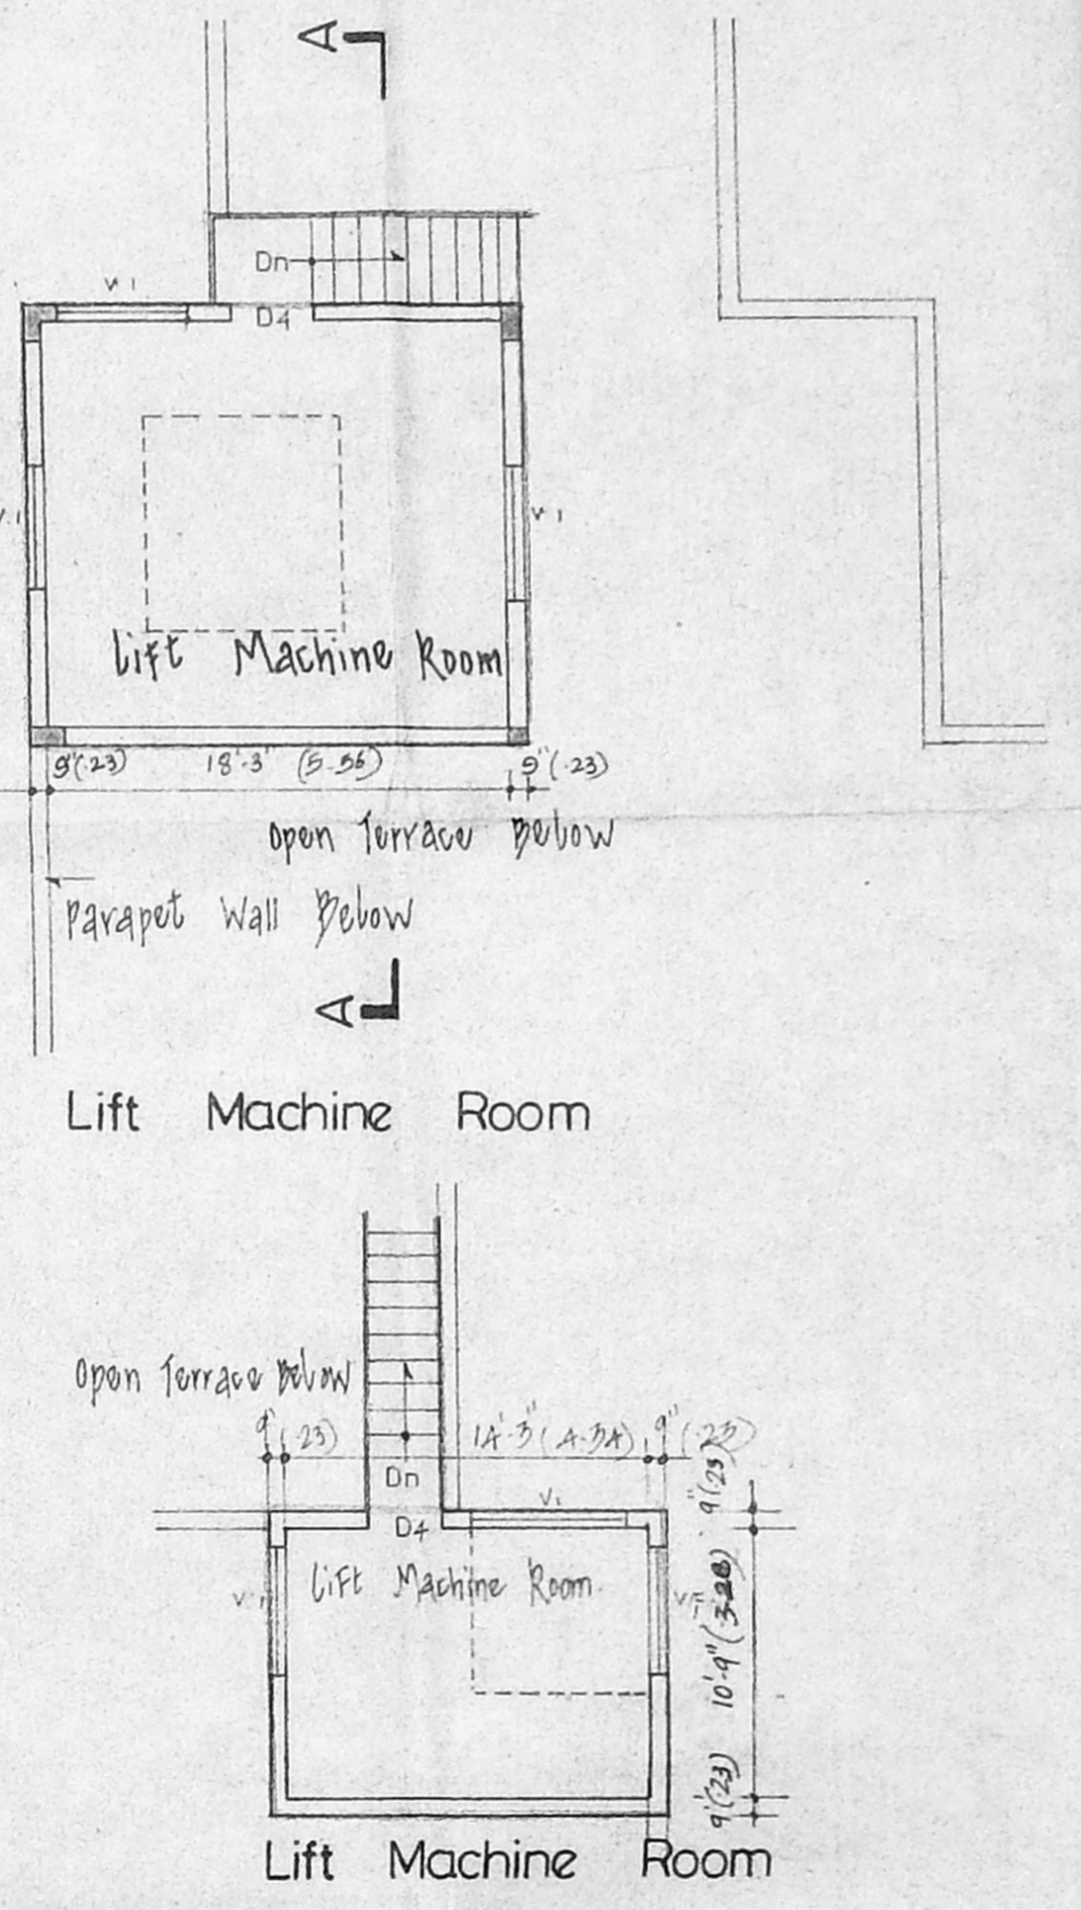 A
Dn
V1
D4
V1
V1
Lift Machine Room
9"(.23) 18'-3" (5.56) 9"(.23)
Open Terrace Below
Parapet Wall Below
A
Lift Machine Room
Open Terrace Below
9" (.23) 14'-3" (4.34) 9" (.23)
Dn
9"(.23)
V1
D4
Lift Machine Room
V1
V1
10'-9" (3.28)
9"(.23)
Lift Machine Room